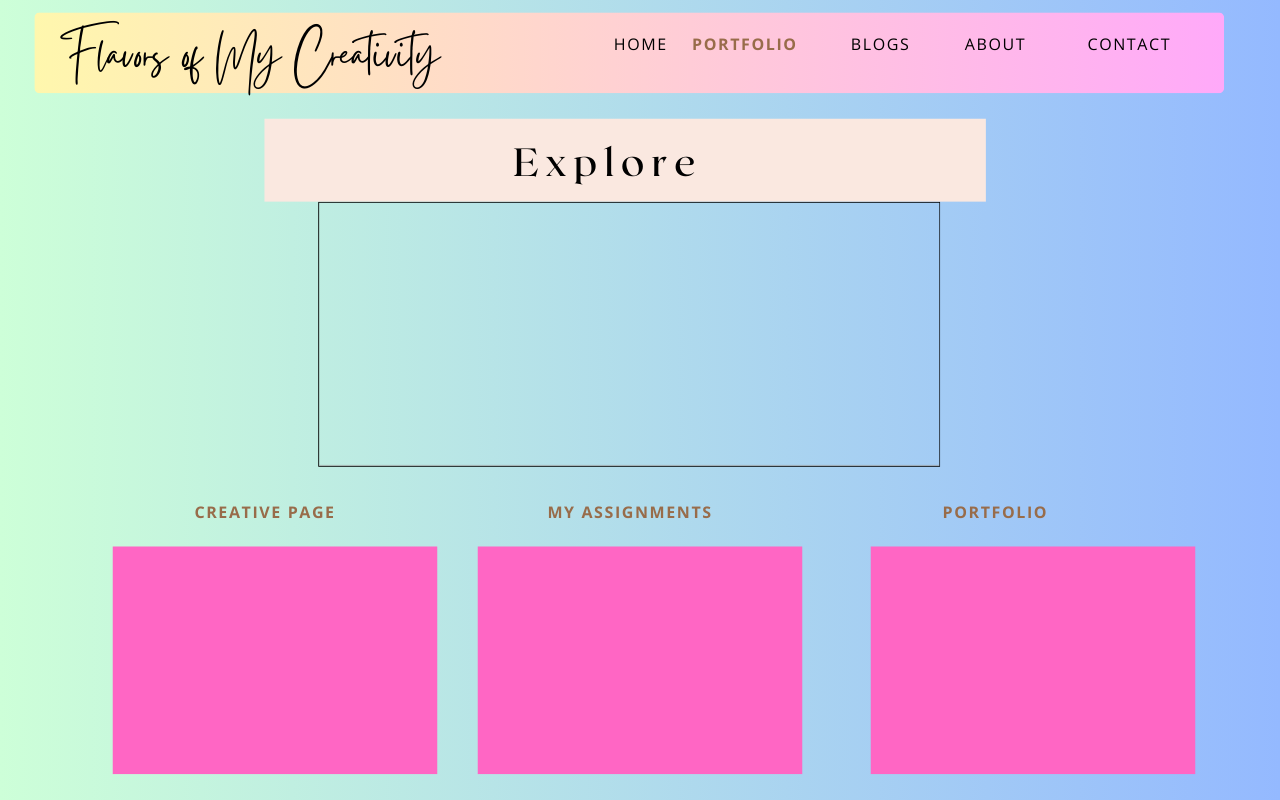 Flavors of My Creativity
HOME PORTFOLIO BLOGS ABOUT CONTACT
Explore
CREATIVE PAGE MY ASSIGNMENTS PORTFOLIO